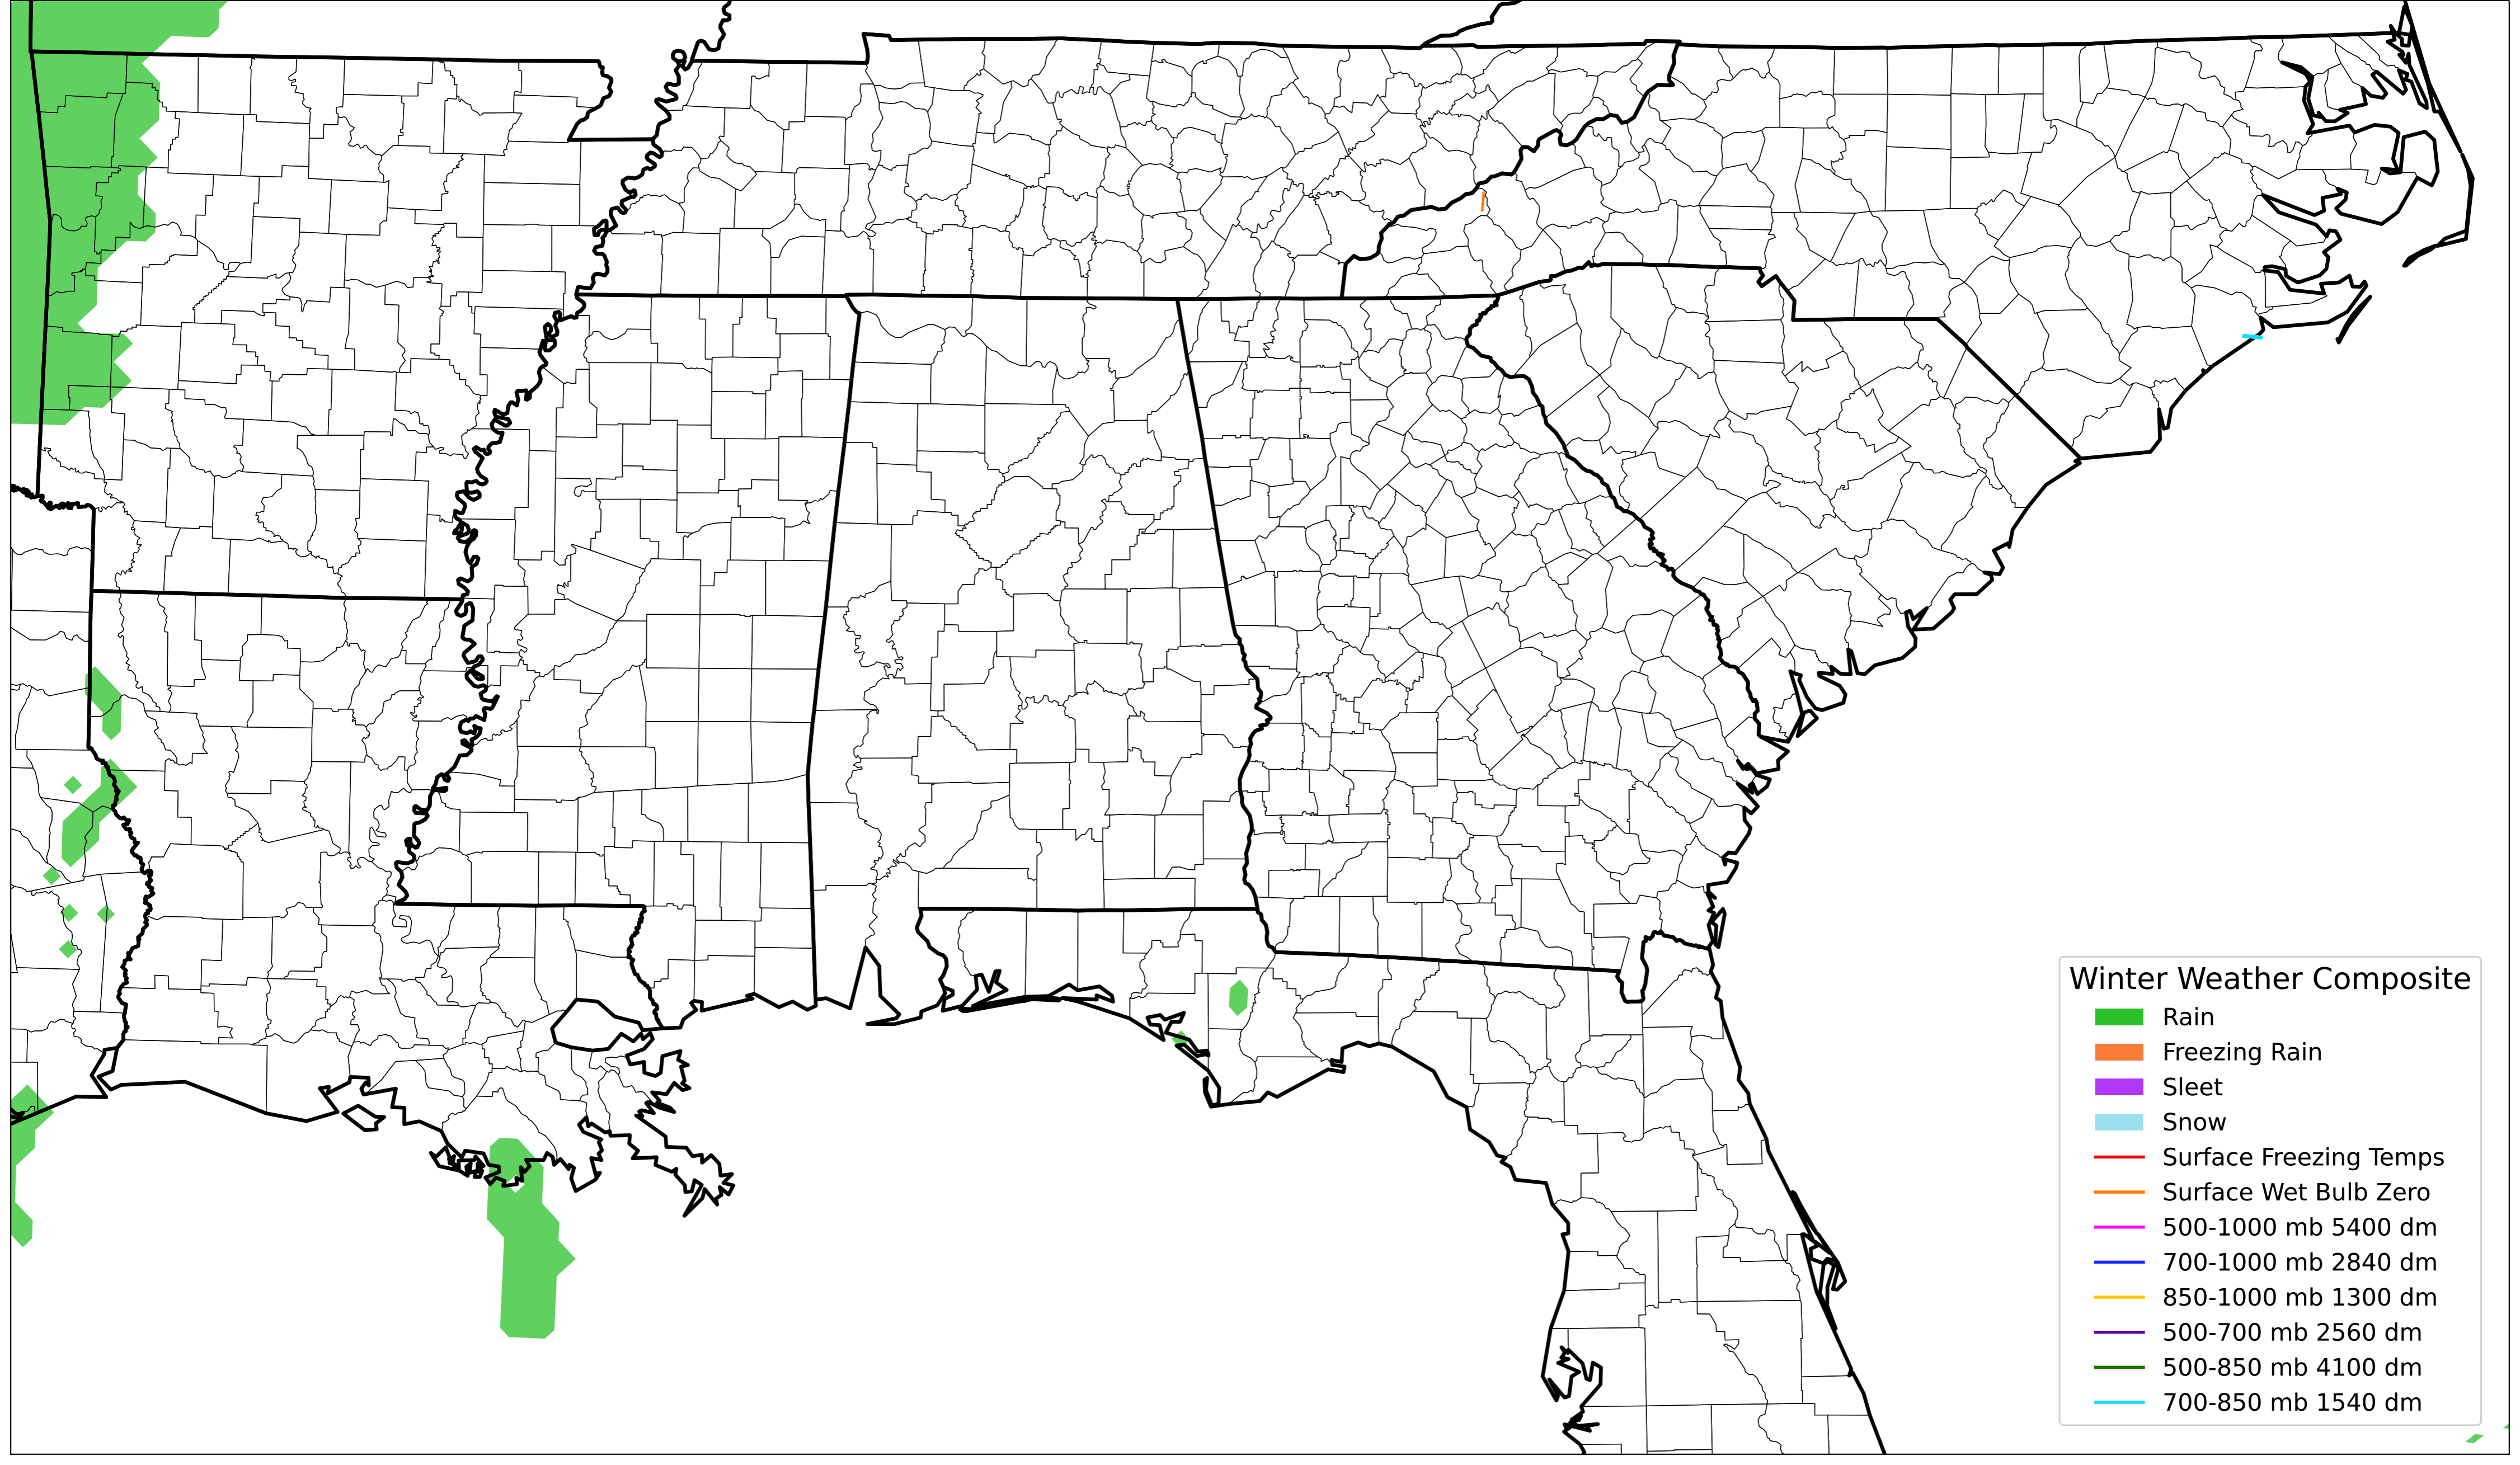 Winter Weather Composite
Rain
Freezing Rain
Sleet
Snow
Surface Freezing Temps
Surface Wet Bulb Zero
500-1000 mb 5400 dm
700-1000 mb 2840 dm
850-1000 mb 1300 dm
500-700 mb 2560 dm
500-850 mb 4100 dm
700-850 mb 1540 dm